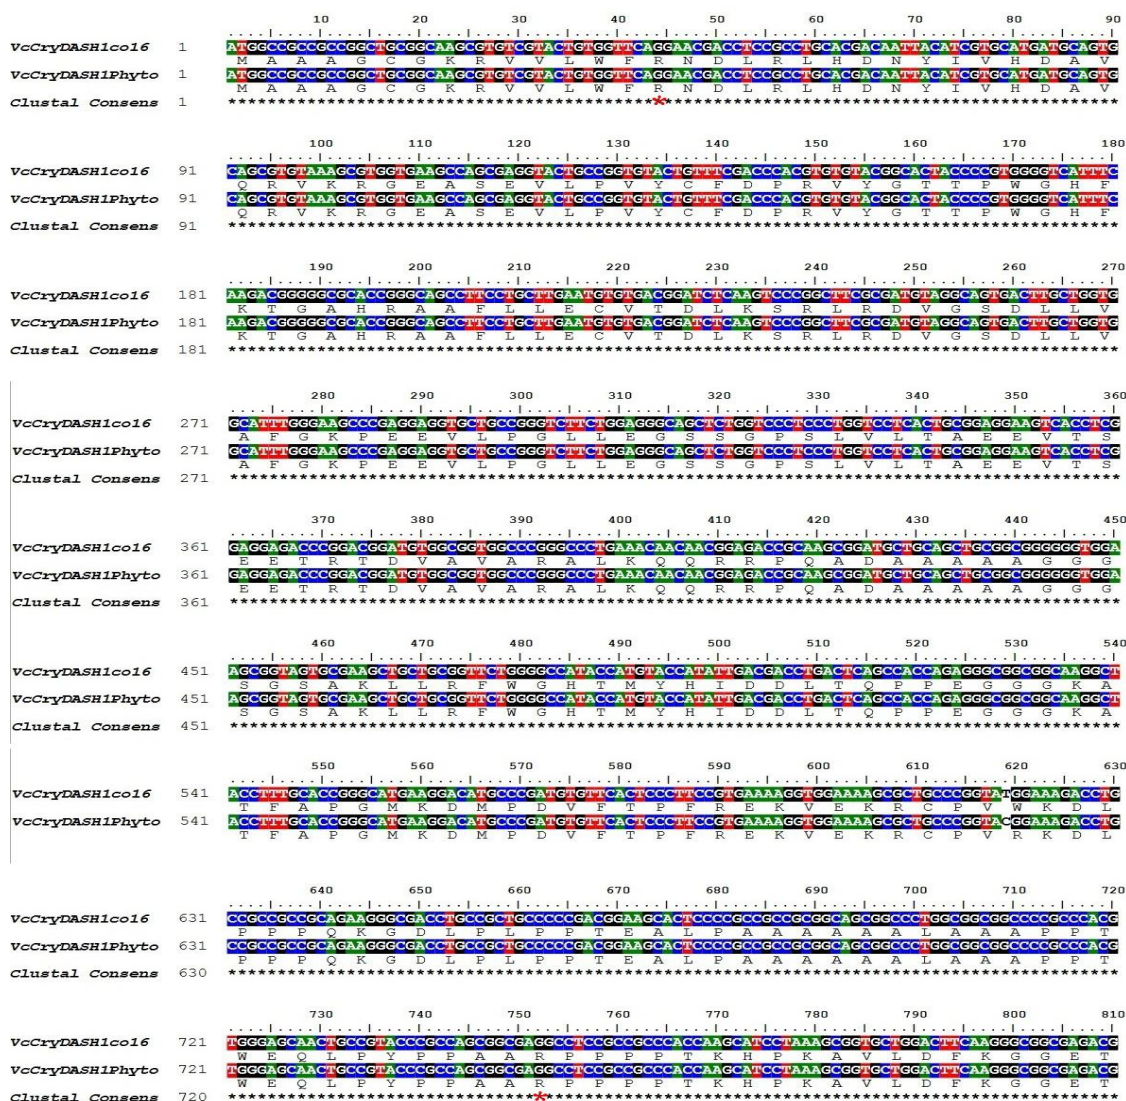 10 20 30 40 50 60 70 80 90
VcCryDASH1co16 1 ATGGCCGCCGCCGGCTGCGGCAAGCGTGTCGTACTGTGGTTCAGGAACGACCTCCGCCTGCACGACAATTACATCGTGCATGATGCAGTG
M A A A G C G K R V V L W F R N D L R L H D N Y I V H D A V
VcCryDASH1Phyto 1 ATGGCCGCCGCCGGCTGCGGCAAGCGTGTCGTACTGTGGTTCAGGAACGACCTCCGCCTGCACGACAATTACATCGTGCATGATGCAGTG
M A A A G C G K R V V L W F R N D L R L H D N Y I V H D A V
Clustal Consens 1 ******************************************************************************************
100 110 120 130 140 150 160 170 180
VcCryDASH1co16 91 CAGCGTGTAAAGCGTGGTGAAGCCAGCGAGGTACTGCCGGTGTACTGTTTCGACCCACGTGTGTACGGCACTACCCCGTGGGGTCATTTC
Q R V K R G E A S E V L P V Y C F D P R V Y G T T P W G H F
VcCryDASH1Phyto 91 CAGCGTGTAAAGCGTGGTGAAGCCAGCGAGGTACTGCCGGTGTACTGTTTCGACCCACGTGTGTACGGCACTACCCCGTGGGGTCATTTC
Q R V K R G E A S E V L P V Y C F D P R V Y G T T P W G H F
Clustal Consens 91 ******************************************************************************************
190 200 210 220 230 240 250 260 270
VcCryDASH1co16 181 AAGACGGGGGCGCACCGGGCAGCCTTCCTGCTTGAATGTGTGACGGATCTCAAGTCCCGGCTTCGCGATGTAGGCAGTGACTTGCTGGTG
K T G A H R A A F L L E C V T D L K S R L R D V G S D L L V
VcCryDASH1Phyto 181 AAGACGGGGGCGCACCGGGCAGCCTTCCTGCTTGAATGTGTGACGGATCTCAAGTCCCGGCTTCGCGATGTAGGCAGTGACTTGCTGGTG
K T G A H R A A F L L E C V T D L K S R L R D V G S D L L V
Clustal Consens 181 ******************************************************************************************
280 290 300 310 320 330 340 350 360
VcCryDASH1co16 271 GCATTTGGGAAGCCCGAGGAGGTGCTGCCGGGTCTTCTGGAGGGCAGCTCTGGTCCCTCCCTGGTCCTCACTGCGGAGGAAGTCACCTCG
A F G K P E E V L P G L L E G S S G P S L V L T A E E V T S
VcCryDASH1Phyto 271 GCATTTGGGAAGCCCGAGGAGGTGCTGCCGGGTCTTCTGGAGGGCAGCTCTGGTCCCTCCCTGGTCCTCACTGCGGAGGAAGTCACCTCG
A F G K P E E V L P G L L E G S S G P S L V L T A E E V T S
Clustal Consens 271 ******************************************************************************************
370 380 390 400 410 420 430 440 450
VcCryDASH1co16 361 GAGGAGACCCGGACGGATGTGGCGGTGGCCCGGGCCCTGAAACAACAACGGAGACCGCAAGCGGATGCTGCAGCTGCGGCGGGGGGTGGA
E E T R T D V A V A R A L K Q Q R R P Q A D A A A A A G G G
VcCryDASH1Phyto 361 GAGGAGACCCGGACGGATGTGGCGGTGGCCCGGGCCCTGAAACAACAACGGAGACCGCAAGCGGATGCTGCAGCTGCGGCGGGGGGTGGA
E E T R T D V A V A R A L K Q Q R R P Q A D A A A A A G G G
Clustal Consens 361 ******************************************************************************************
460 470 480 490 500 510 520 530 540
VcCryDASH1co16 451 AGCGGTAGTGCGAAGCTGCTGCGGTTCTGGGGCCATACCATGTACCATATTGACGACCTGACTCAGCCACCAGAGGGCGGCGGCAAGGCT
S G S A K L L R F W G H T M Y H I D D L T Q P P E G G G K A
VcCryDASH1Phyto 451 AGCGGTAGTGCGAAGCTGCTGCGGTTCTGGGGCCATACCATGTACCATATTGACGACCTGACTCAGCCACCAGAGGGCGGCGGCAAGGCT
S G S A K L L R F W G H T M Y H I D D L T Q P P E G G G K A
Clustal Consens 451 ******************************************************************************************
550 560 570 580 590 600 610 620 630
VcCryDASH1co16 541 ACCTTTGCACCGGGCATGAAGGACATGCCCGATGTGTTCACTCCCTTCCGTGAAAAGGTGGAAAAGCGCTGCCCGGTATGGAAAGACCTG
T F A P G M K D M P D V F T P F R E K V E K R C P V W K D L
VcCryDASH1Phyto 541 ACCTTTGCACCGGGCATGAAGGACATGCCCGATGTGTTCACTCCCTTCCGTGAAAAGGTGGAAAAGCGCTGCCCGGTACGGAAAGACCTG
T F A P G M K D M P D V F T P F R E K V E K R C P V R K D L
Clustal Consens 541 ****************************************************************************** ***********
640 650 660 670 680 690 700 710 720
VcCryDASH1co16 631 CCGCCGCCGCAGAAGGGCGACCTGCCGCTGCCCCCGACGGAAGCACTCCCCGCCGCCGCGGCAGCGGCCCTGGCGGCGGCCCCGCCCACG
P P P Q K G D L P L P P T E A L P A A A A A A L A A A P P T
VcCryDASH1Phyto 631 CCGCCGCCGCAGAAGGGCGACCTGCCGCTGCCCCCGACGGAAGCACTCCCCGCCGCCGCGGCAGCGGCCCTGGCGGCGGCCCCGCCCACG
P P P Q K G D L P L P P T E A L P A A A A A A L A A A P P T
Clustal Consens 630 ******************************************************************************************
730 740 750 760 770 780 790 800 810
VcCryDASH1co16 721 TGGGAGCAACTGCCGTACCCGCCAGCGGCGAGGCCTCCGCCGCCCACCAAGCATCCTAAAGCGGTGCTGGACTTCAAGGGCGGCGAGACG
W E Q L P Y P P A A R P P P P T K H P K A V L D F K G G E T
VcCryDASH1Phyto 721 TGGGAGCAACTGCCGTACCCGCCAGCGGCGAGGCCTCCGCCGCCCACCAAGCATCCTAAAGCGGTGCTGGACTTCAAGGGCGGCGAGACG
W E Q L P Y P P A A R P P P P T K H P K A V L D F K G G E T
Clustal Consens 720 ******************************************************************************************